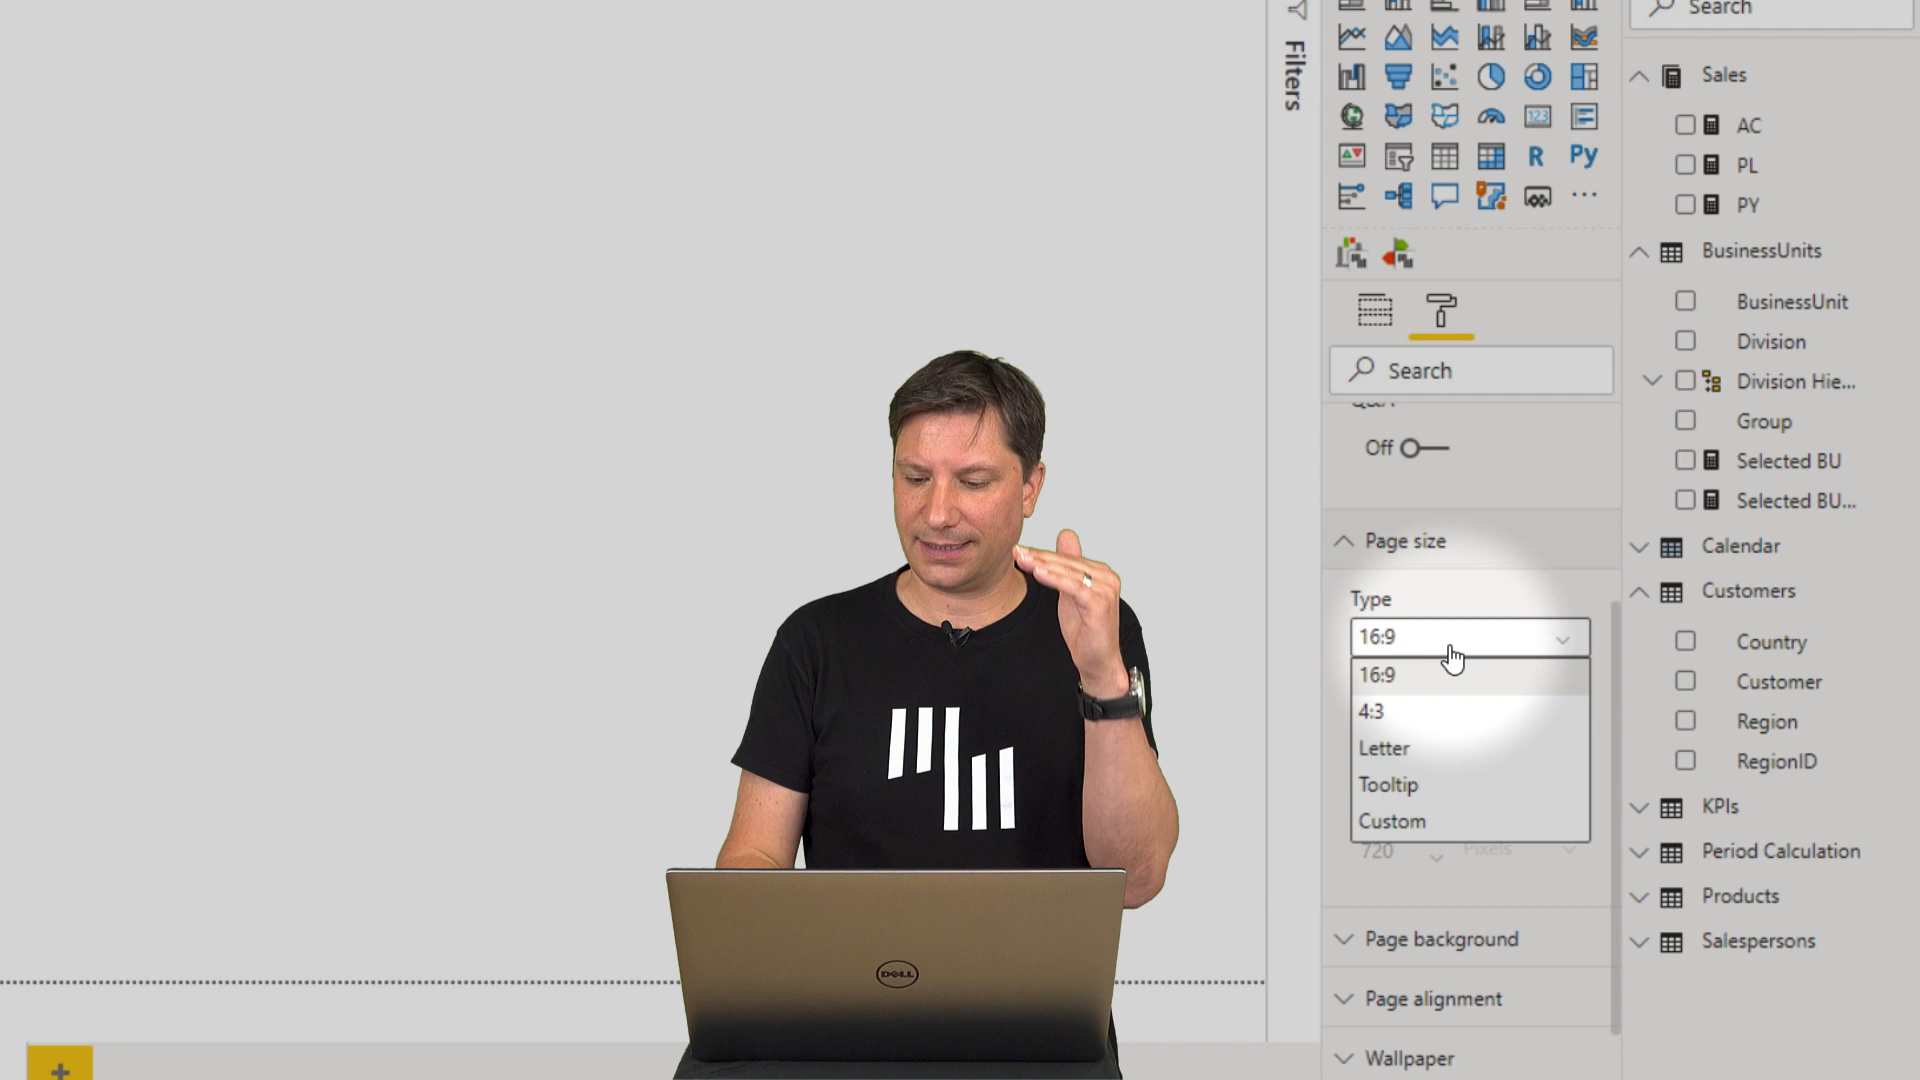 Search
Filters
Sales
AC
PL
PY
123
R
Py
BusinessUnits
BusinessUnit
Division
Division Hie...
Group
Selected BU
Selected BU...
Search
Off
Page size
Type
16:9
16:9
4:3
Letter
Tooltip
Custom
720
Pixels
Page background
Page alignment
Wallpaper
Calendar
Customers
Country
Customer
Region
RegionID
KPIs
Period Calculation
Products
Salespersons
DELL
+